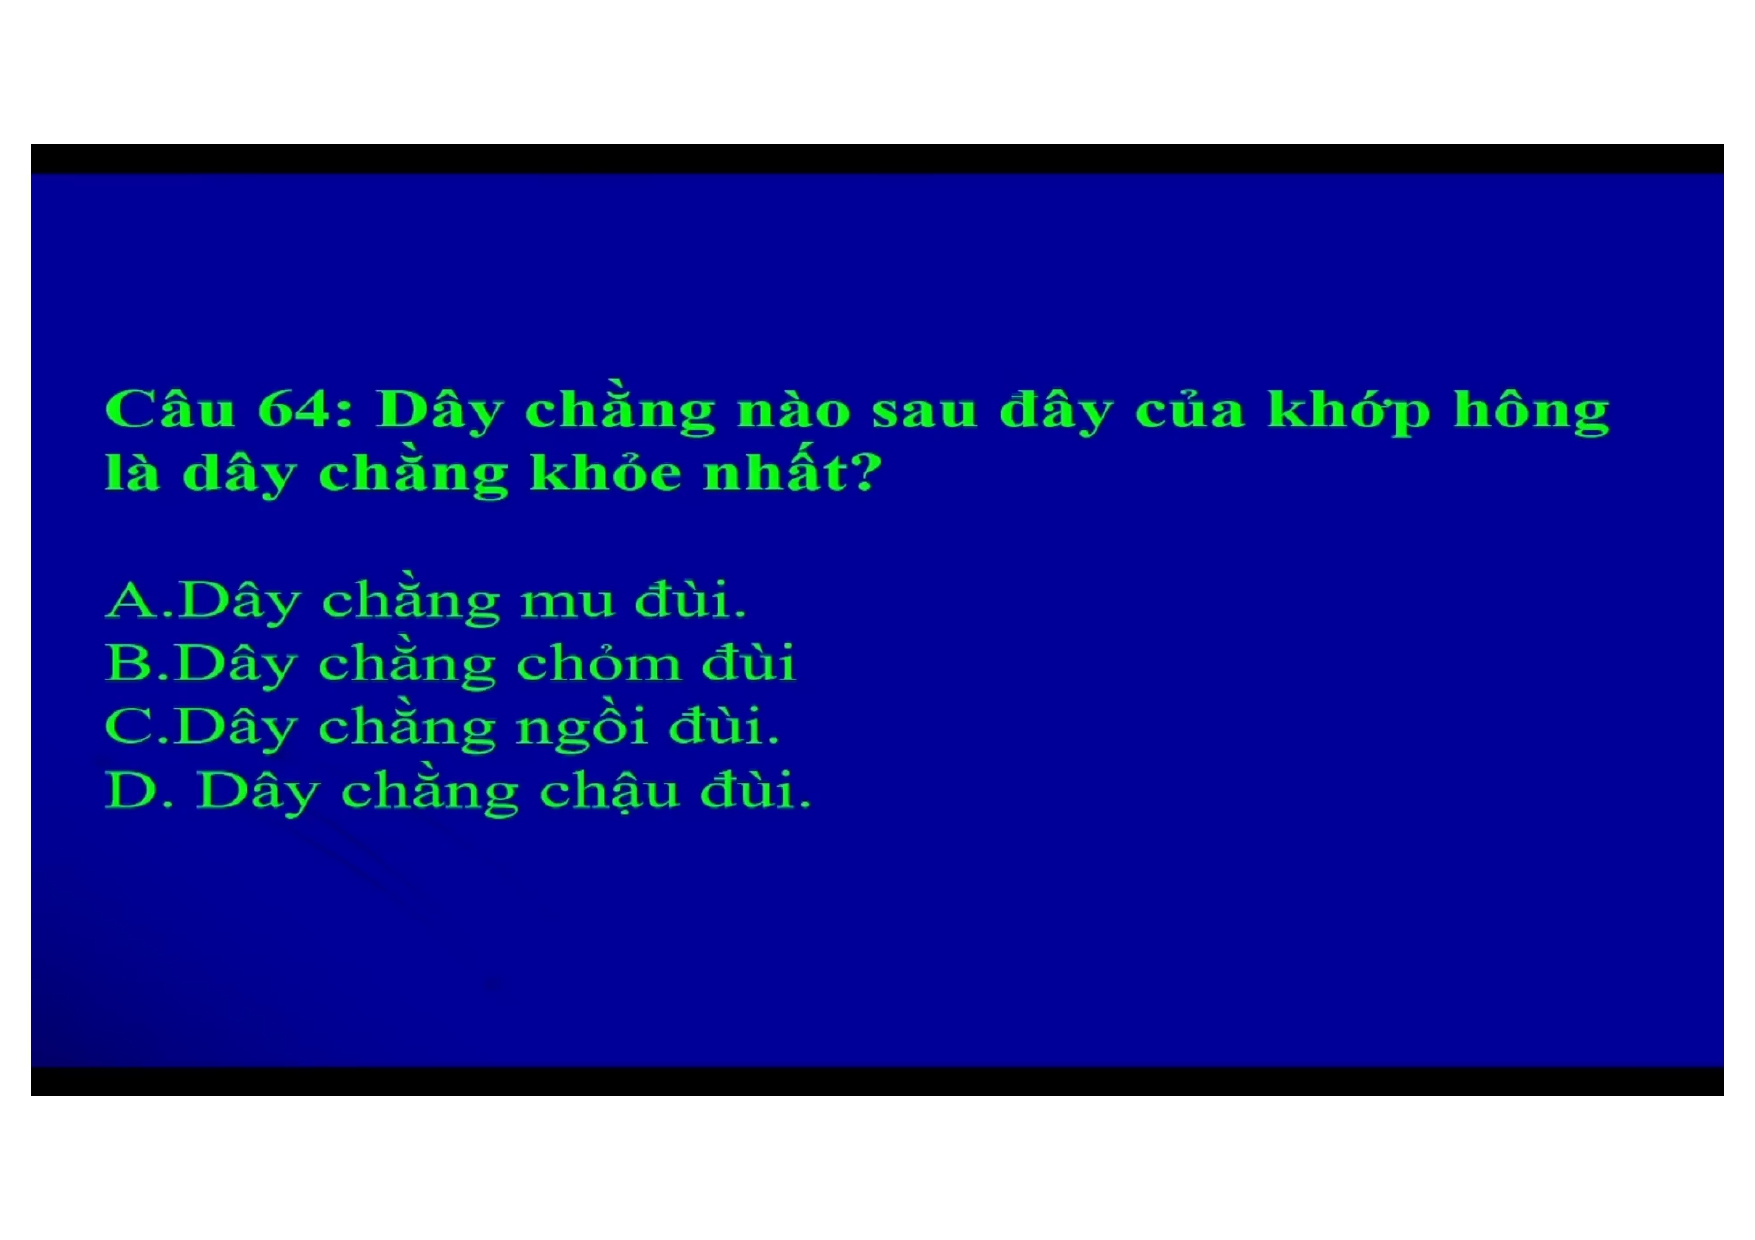 Câu 64: Dây chằng nào sau đây của khớp hông
là dây chằng khỏe nhất?
A.Dây chằng mu đùi.
B.Dây chằng chỏm đùi
C.Dây chằng ngồi đùi.
D. Dây chằng chậu đùi.